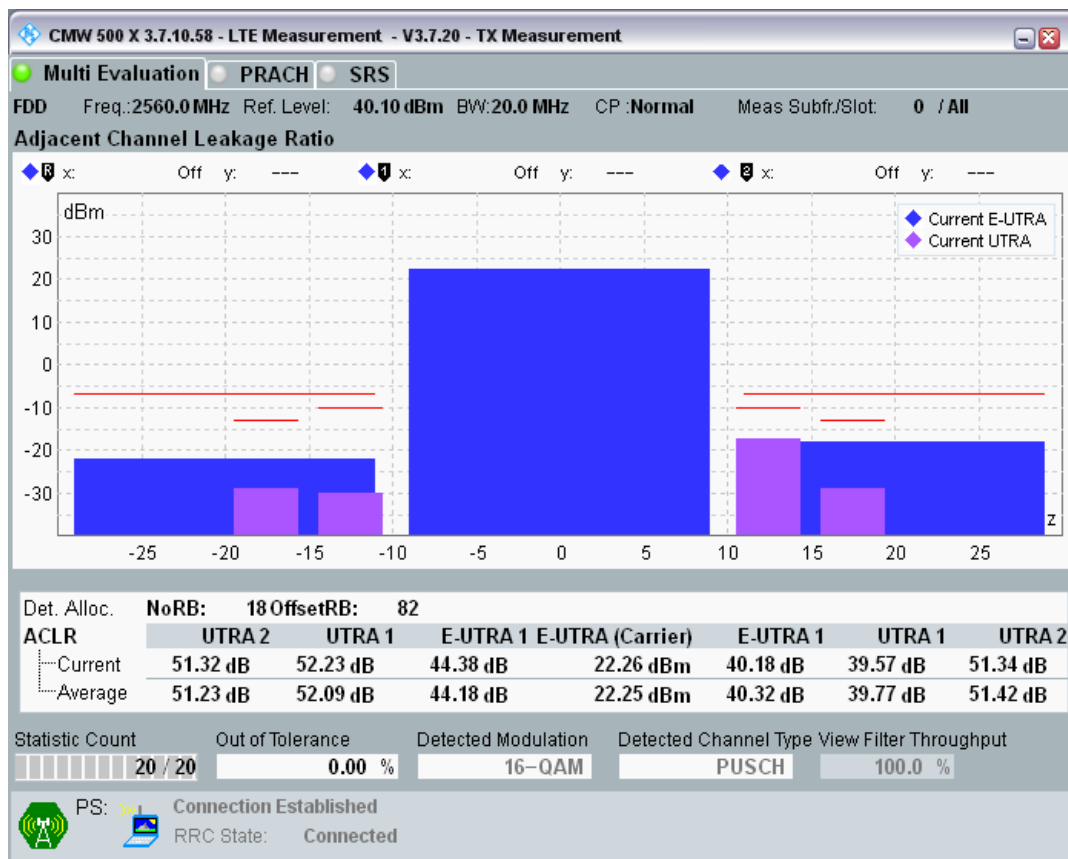 CMW 500 X 3.7.10.58 - LTE Measurement - V3.7.20 - TX Measurement
Multi Evaluation PRACH SRS
FDD Freq.:2560.0 MHz Ref. Level: 40.10 dBm BW:20.0 MHz CP :Normal Meas Subfr./Slot: 0 / All
Adjacent Channel Leakage Ratio
R x: Off y: --- 1 x: Off y: --- 2 x: Off y: ---
dBm
Current E-UTRA
Current UTRA
30
20
10
0
-10
-20
-30
z
-25 -20 -15 -10 -5 0 5 10 15 20 25
Det. Alloc. NoRB: 18 OffsetRB: 82
ACLR UTRA 2 UTRA 1 E-UTRA 1 E-UTRA (Carrier) E-UTRA 1 UTRA 1 UTRA 2
Current 51.32 dB 52.23 dB 44.38 dB 22.26 dBm 40.18 dB 39.57 dB 51.34 dB
Average 51.23 dB 52.09 dB 44.18 dB 22.25 dBm 40.32 dB 39.77 dB 51.42 dB
Statistic Count Out of Tolerance Detected Modulation Detected Channel Type View Filter Throughput
20 / 20 0.00 % 16-QAM PUSCH 100.0 %
PS: Connection Established
RRC State: Connected